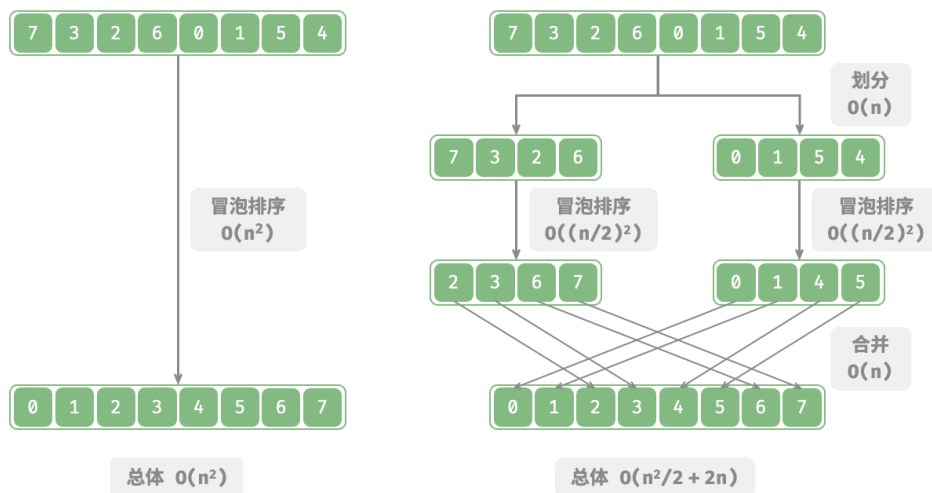 7 3 2 6 0 1 5 4
7 3 2 6 0 1 5 4
划分
O(n)
7 3 2 6
0 1 5 4
冒泡排序
O(n²)
冒泡排序
O((n/2)²)
冒泡排序
O((n/2)²)
2 3 6 7
0 1 4 5
合并
O(n)
0 1 2 3 4 5 6 7
0 1 2 3 4 5 6 7
总体 O(n²)
总体 O(n²/2 + 2n)